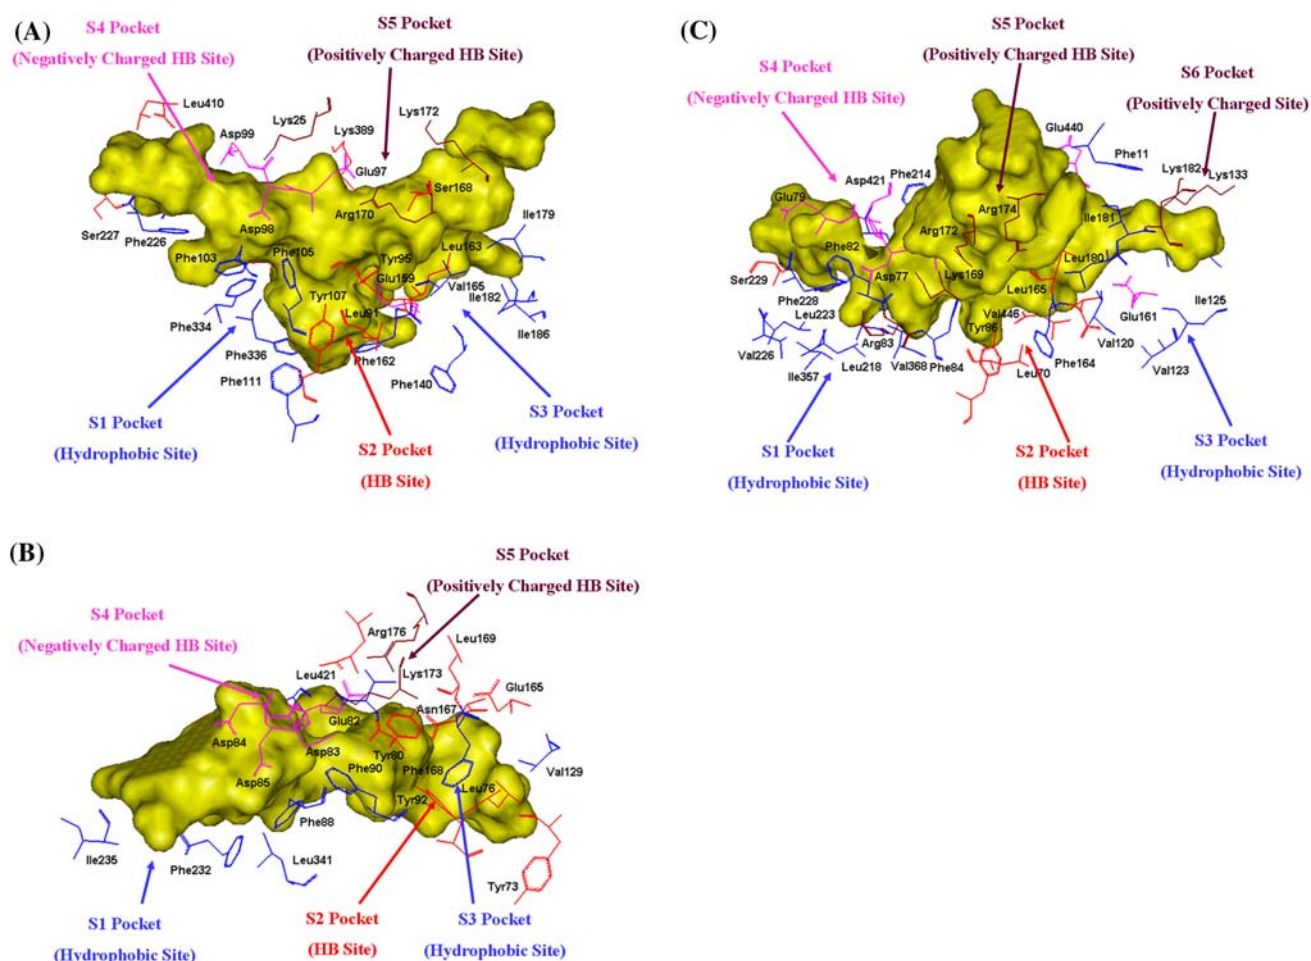 (A)
S4 Pocket
(Negatively Charged HB Site)
S5 Pocket
(Positively Charged HB Site)
Leu410
Asp99
Lys25
Lys389
Lys172
Glu97
Ser168
Arg170
Ser227
Phe226
Asp98
Ile179
Phe103
Phe105
Tyr95
Leu163
Glu159
Val165
Ile182
Tyr107
Leu91
Ile186
Phe334
Phe336
Phe162
Phe111
Phe140
S1 Pocket
(Hydrophobic Site)
S2 Pocket
(HB Site)
S3 Pocket
(Hydrophobic Site)
(B)
S5 Pocket
(Positively Charged HB Site)
S4 Pocket
(Negatively Charged HB Site)
Arg176
Leu169
Leu421
Lys173
Glu165
Glu82
Asn167
Asp84
Asp83
Tyr80
Val129
Asp85
Phe90
Phe168
Leu76
Tyr92
Phe88
Ile235
Phe232
Leu341
Tyr73
S1 Pocket
(Hydrophobic Site)
S2 Pocket
(HB Site)
S3 Pocket
(Hydrophobic Site)
(C)
S5 Pocket
(Positively Charged HB Site)
S4 Pocket
(Negatively Charged HB Site)
S6 Pocket
(Positively Charged Site)
Glu440
Phe11
Lys182
Lys133
Asp421
Phe214
Glu79
Arg174
Ile181
Arg172
Phe82
Leu180
Asp77
Lys169
Ser229
Leu165
Phe228
Ile125
Leu223
Val446
Glu161
Arg83
Tyr86
Val120
Val226
Phe164
Ile357
Leu218
Val368
Phe84
Leu70
Val123
S1 Pocket
(Hydrophobic Site)
S2 Pocket
(HB Site)
S3 Pocket
(Hydrophobic Site)